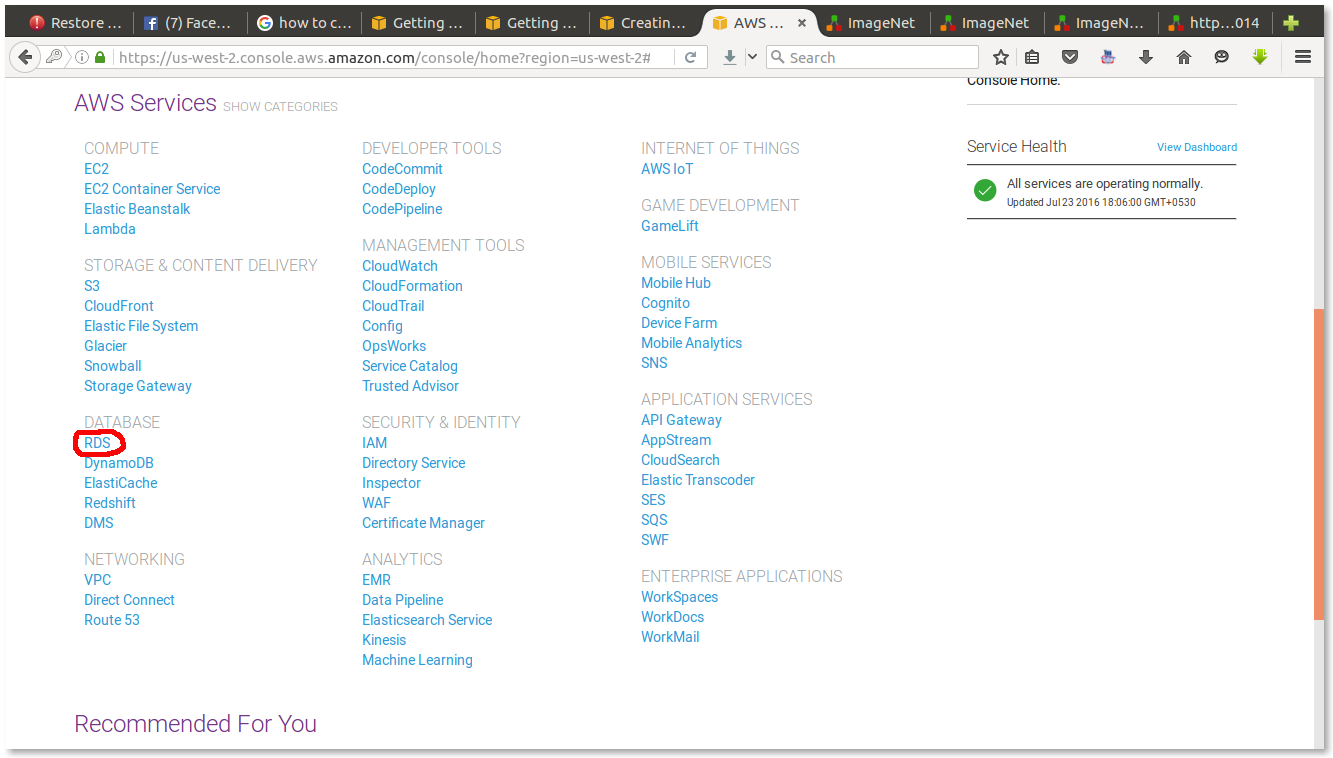 Restore ...
(7) Face...
how to c...
Getting ...
Getting ...
Creatin...
AWS ...
ImageNet
ImageNet
ImageN...
http...014
https://us-west-2.console.aws.amazon.com/console/home?region=us-west-2#
Search
Console Home.
AWS Services SHOW CATEGORIES
COMPUTE
EC2
EC2 Container Service
Elastic Beanstalk
Lambda
STORAGE & CONTENT DELIVERY
S3
CloudFront
Elastic File System
Glacier
Snowball
Storage Gateway
DATABASE
RDS
DynamoDB
ElastiCache
Redshift
DMS
NETWORKING
VPC
Direct Connect
Route 53
DEVELOPER TOOLS
CodeCommit
CodeDeploy
CodePipeline
MANAGEMENT TOOLS
CloudWatch
CloudFormation
CloudTrail
Config
OpsWorks
Service Catalog
Trusted Advisor
SECURITY & IDENTITY
IAM
Directory Service
Inspector
WAF
Certificate Manager
ANALYTICS
EMR
Data Pipeline
Elasticsearch Service
Kinesis
Machine Learning
INTERNET OF THINGS
AWS IoT
GAME DEVELOPMENT
GameLift
MOBILE SERVICES
Mobile Hub
Cognito
Device Farm
Mobile Analytics
SNS
APPLICATION SERVICES
API Gateway
AppStream
CloudSearch
Elastic Transcoder
SES
SQS
SWF
ENTERPRISE APPLICATIONS
WorkSpaces
WorkDocs
WorkMail
Service Health View Dashboard
All services are operating normally.
Updated Jul 23 2016 18:06:00 GMT+0530
Recommended For You